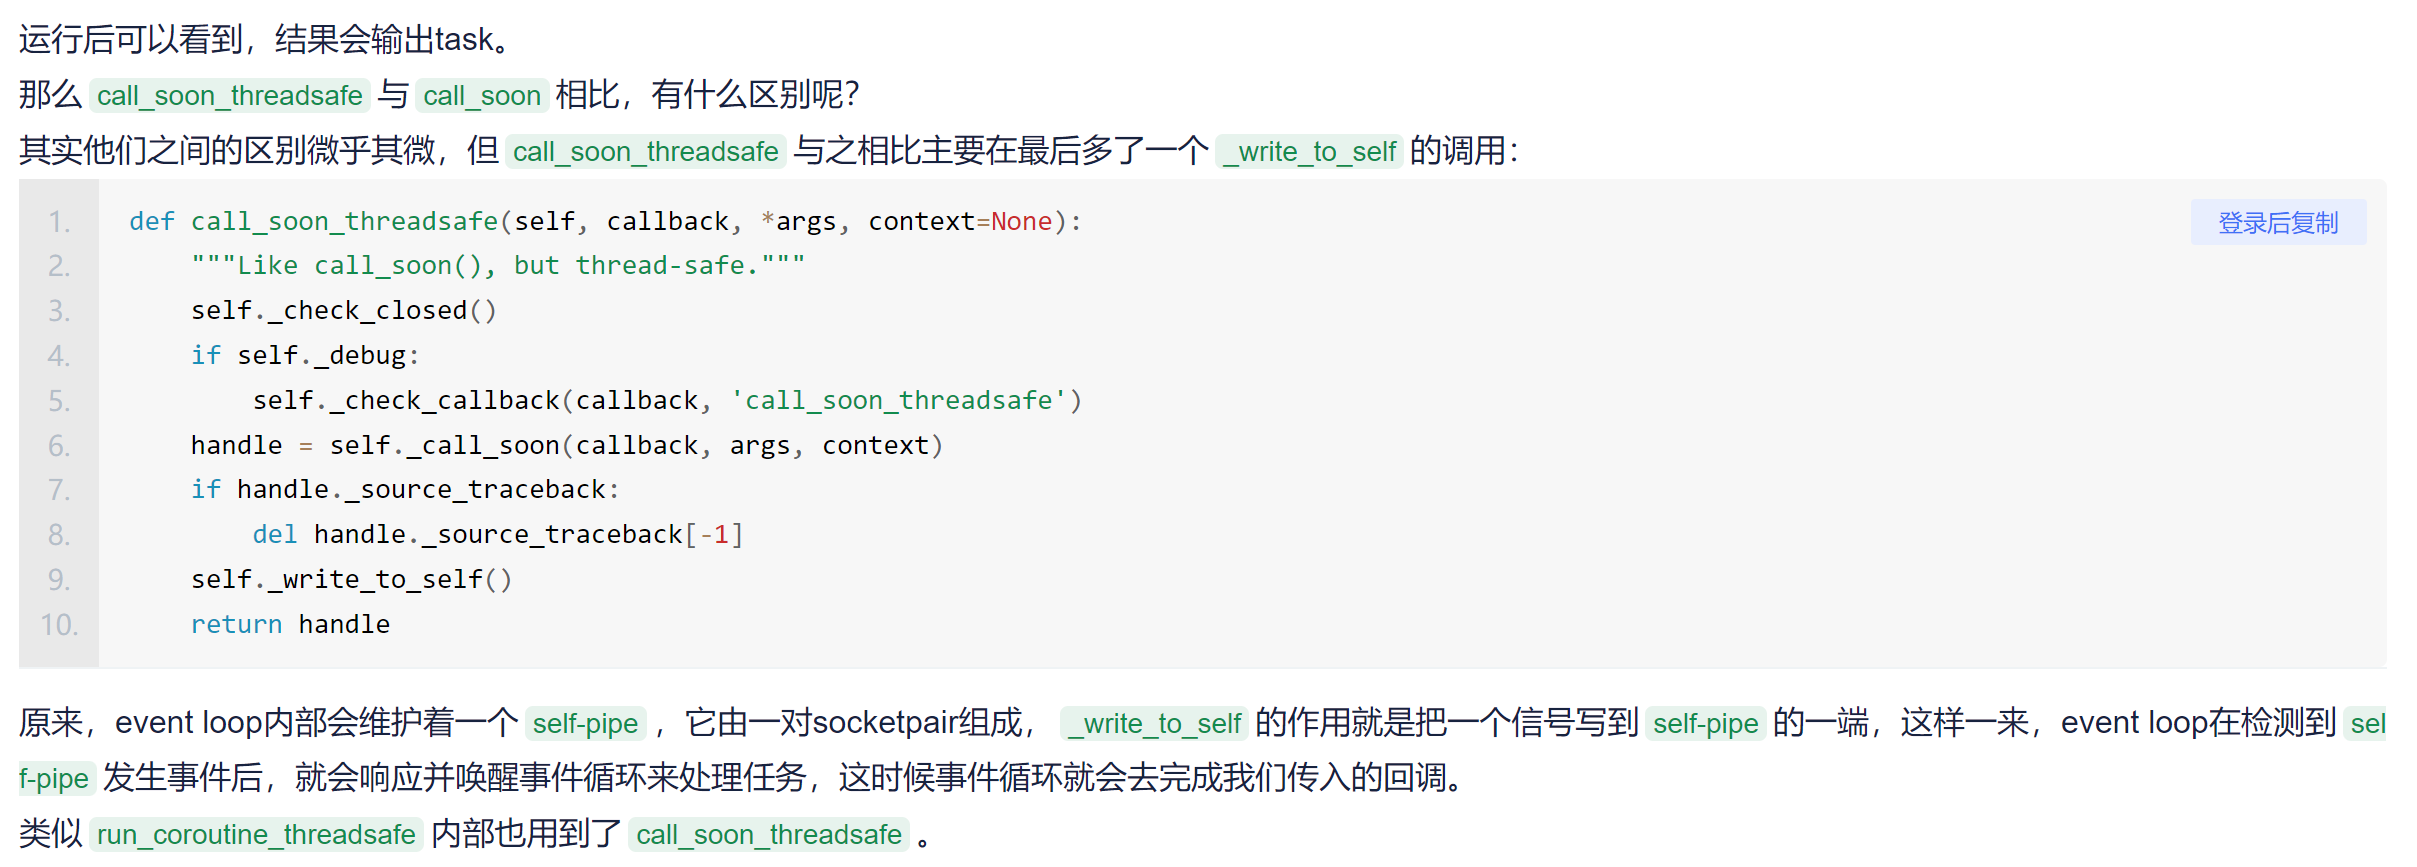 运行后可以看到，结果会输出task。
那么 call_soon_threadsafe 与 call_soon 相比，有什么区别呢？
其实他们之间的区别微乎其微，但 call_soon_threadsafe 与之相比主要在最后多了一个 _write_to_self 的调用：
1. def call_soon_threadsafe(self, callback, *args, context=None): 登录后复制
2.     """Like call_soon(), but thread-safe."""
3.     self._check_closed()
4.     if self._debug:
5.         self._check_callback(callback, 'call_soon_threadsafe')
6.     handle = self._call_soon(callback, args, context)
7.     if handle._source_traceback:
8.         del handle._source_traceback[-1]
9.     self._write_to_self()
10.     return handle
原来，event loop内部会维护着一个 self-pipe ，它由一对socketpair组成， _write_to_self 的作用就是把一个信号写到 self-pipe 的一端，这样一来，event loop在检测到 sel
f-pipe 发生事件后，就会响应并唤醒事件循环来处理任务，这时候事件循环就会去完成我们传入的回调。
类似 run_coroutine_threadsafe 内部也用到了 call_soon_threadsafe 。